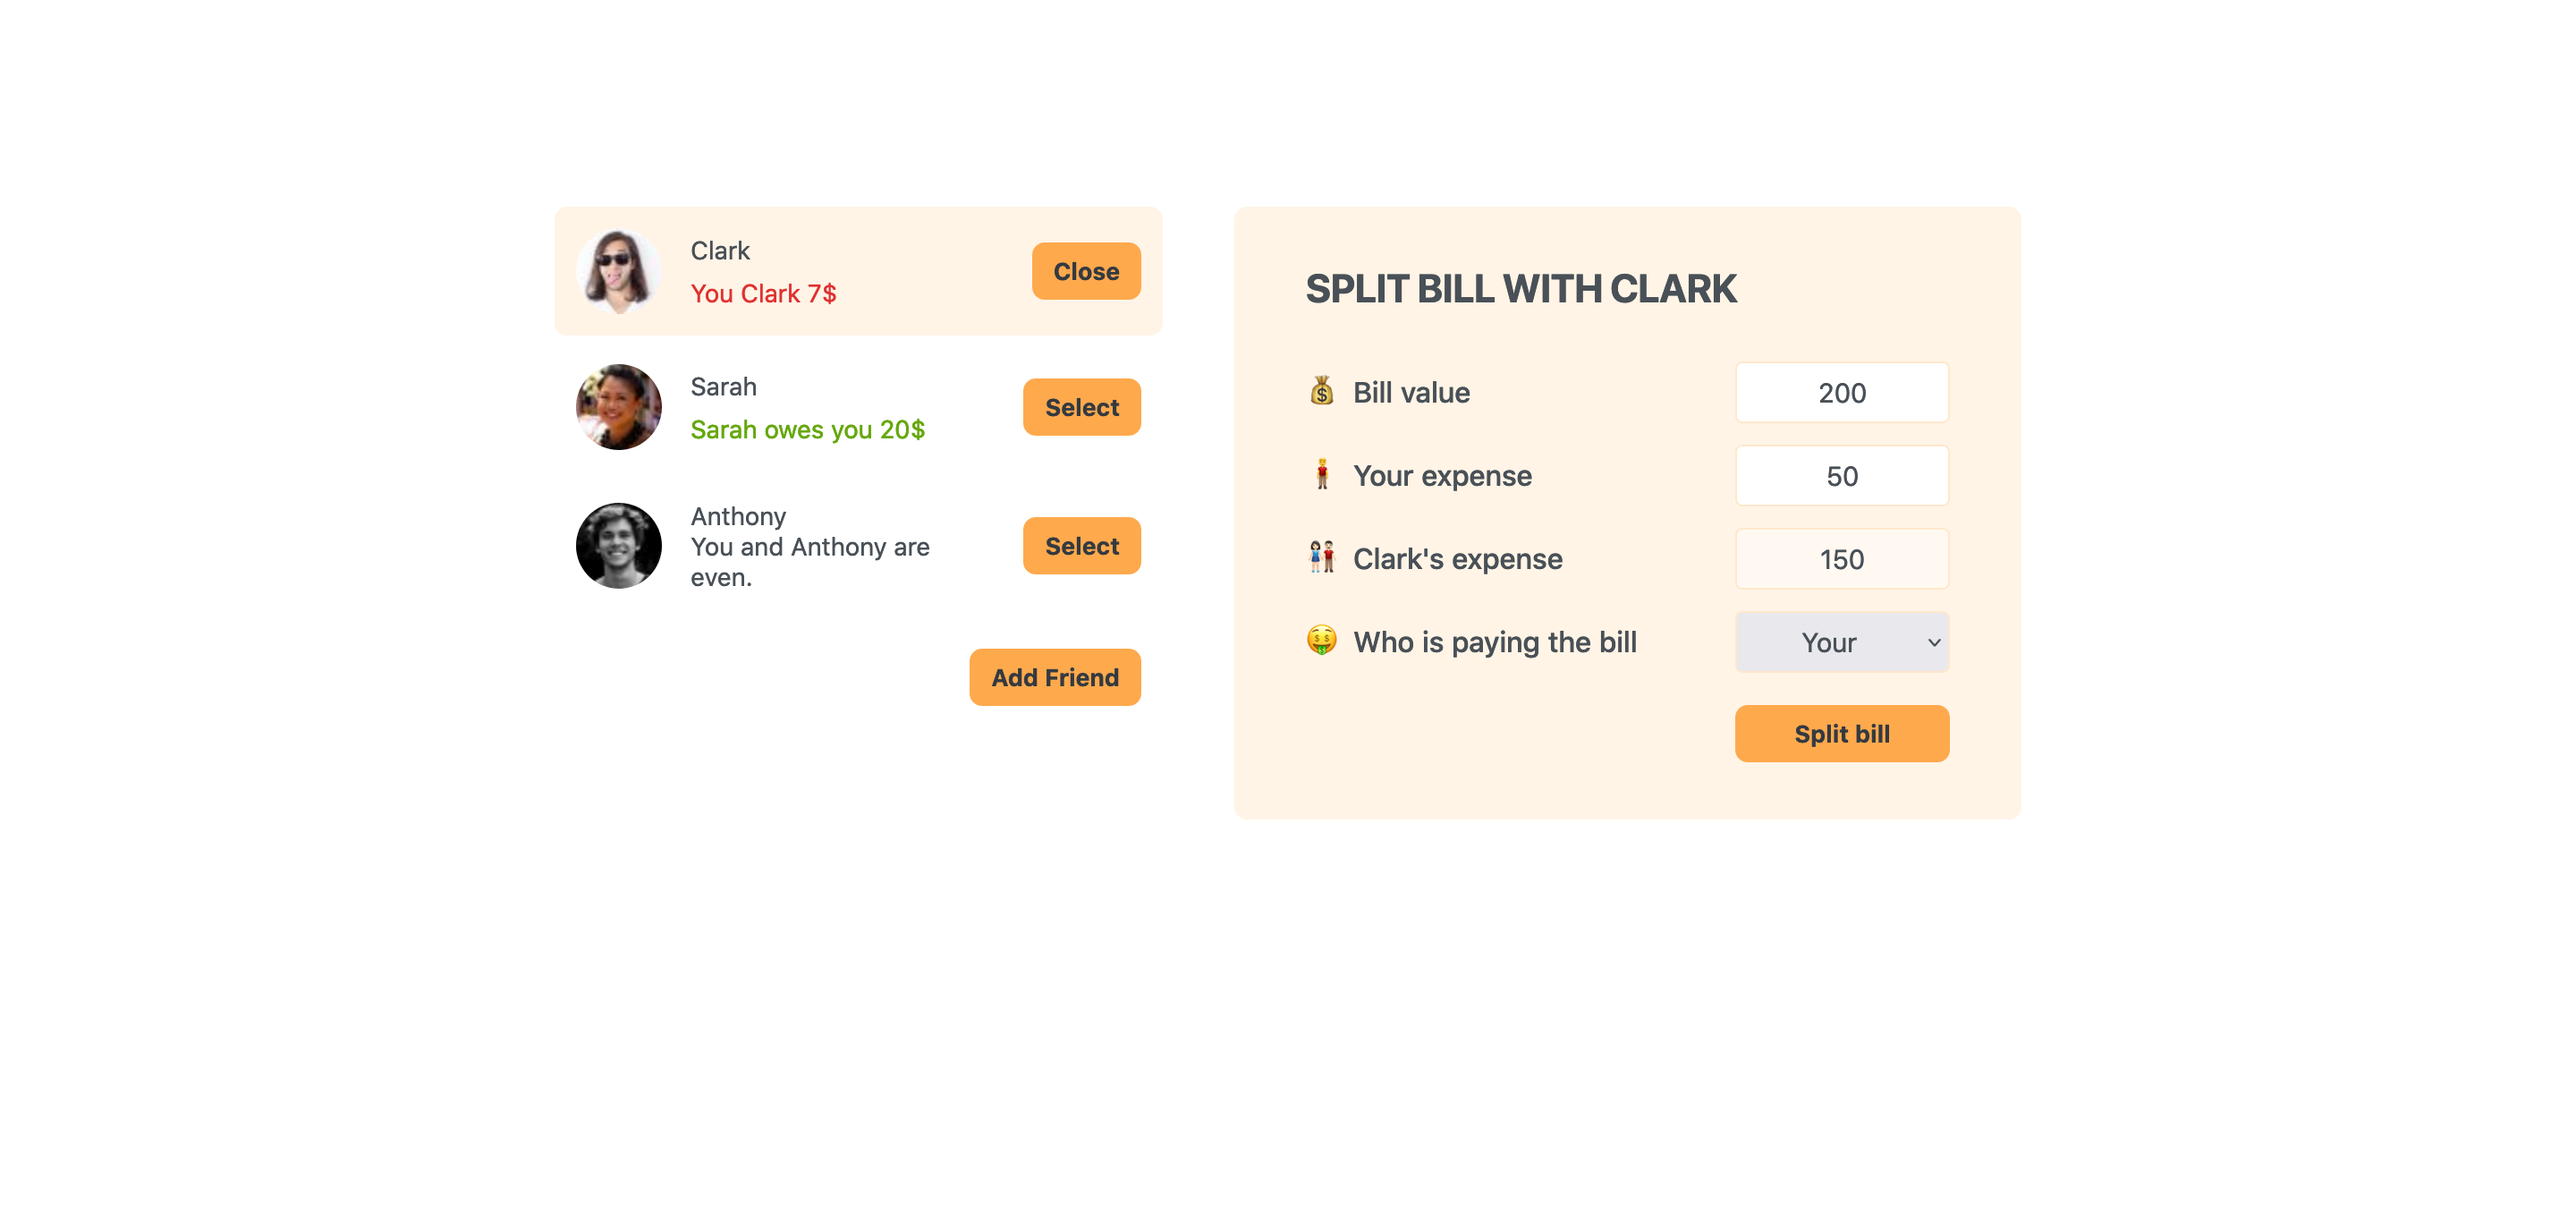 Clark
You Clark 7$
Close
Sarah
Sarah owes you 20$
Select
Anthony
You and Anthony are
even.
Select
Add Friend
SPLIT BILL WITH CLARK
💰 Bill value
200
🧍 Your expense
50
👫 Clark's expense
150
🤑 Who is paying the bill
Your
Split bill